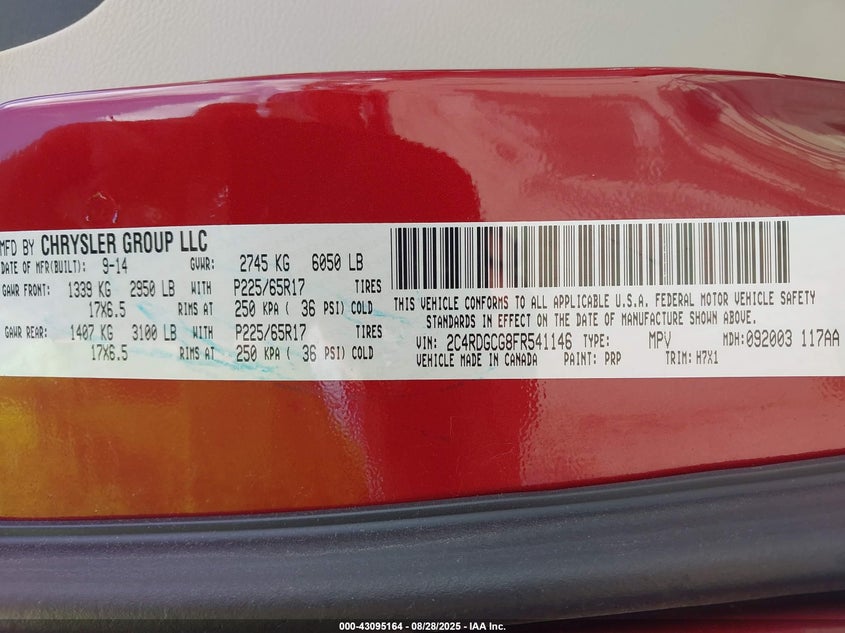 MFD BY CHRYSLER GROUP LLC
DATE OF MFR(BUILT): 9-14 GVWR: 2745 KG 6050 LB
GAWR FRONT: 1339 KG 2950 LB WITH P225/65R17 TIRES
17X6.5 RIMS AT 250 KPA ( 36 PSI) COLD
GAWR REAR: 1407 KG 3100 LB WITH P225/65R17 TIRES
17X6.5 RIMS AT 250 KPA ( 36 PSI) COLD
THIS VEHICLE CONFORMS TO ALL APPLICABLE U.S.A. FEDERAL MOTOR VEHICLE SAFETY
STANDARDS IN EFFECT ON THE DATE OF MANUFACTURE SHOWN ABOVE.
VIN: 2C4RDGCG8FR541146 TYPE: MPV MDH:092003 117AA
VEHICLE MADE IN CANADA PAINT: PRP TRIM: H7X1
000-43095164 - 08/28/2025 - IAA Inc.